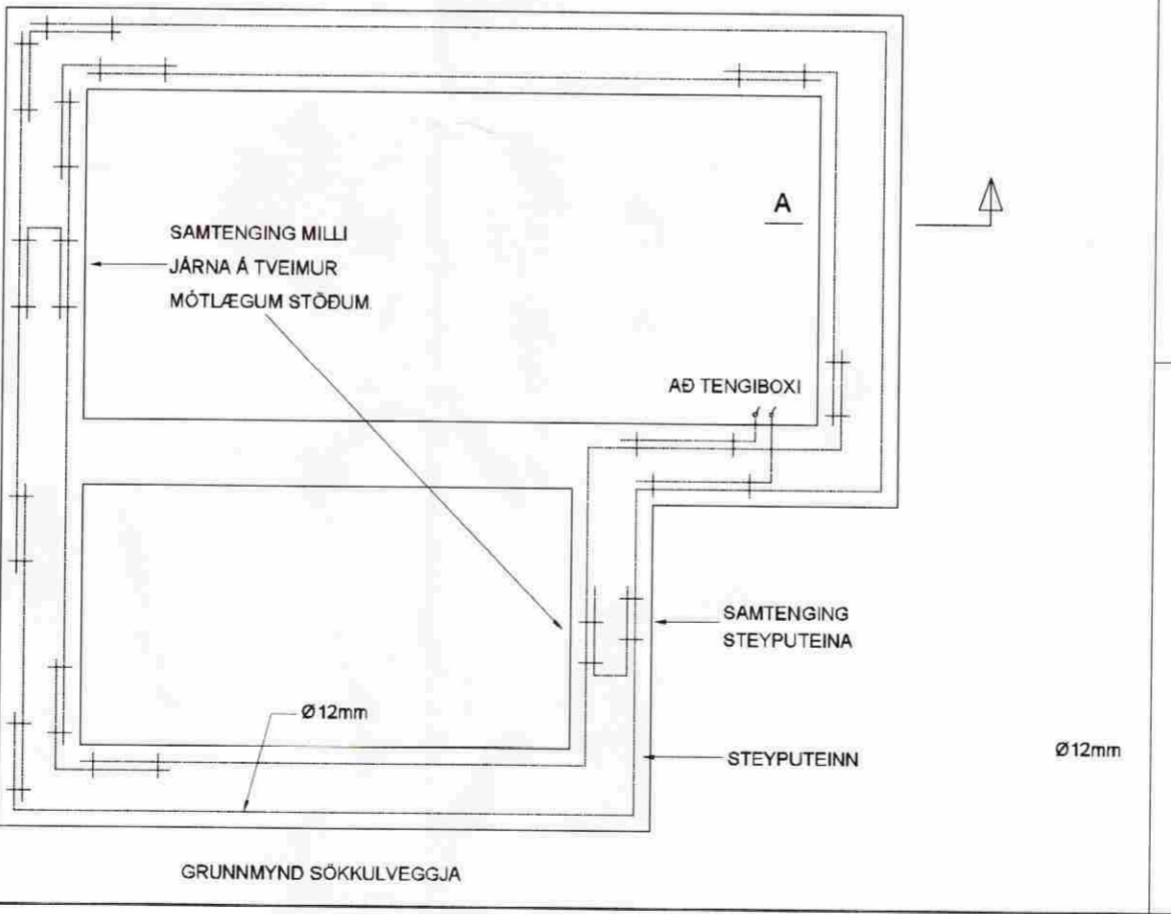 A
SAMTENGING MILLI
JÁRNA Á TVEIMUR
MÓTLÆGUM STÖÐUM
AÐ TENGIBOXI
SAMTENGING
STEYPUTEINA
Ø12mm
STEYPUTEINN
Ø12mm
GRUNNMYND SÖKKULVEGGJA